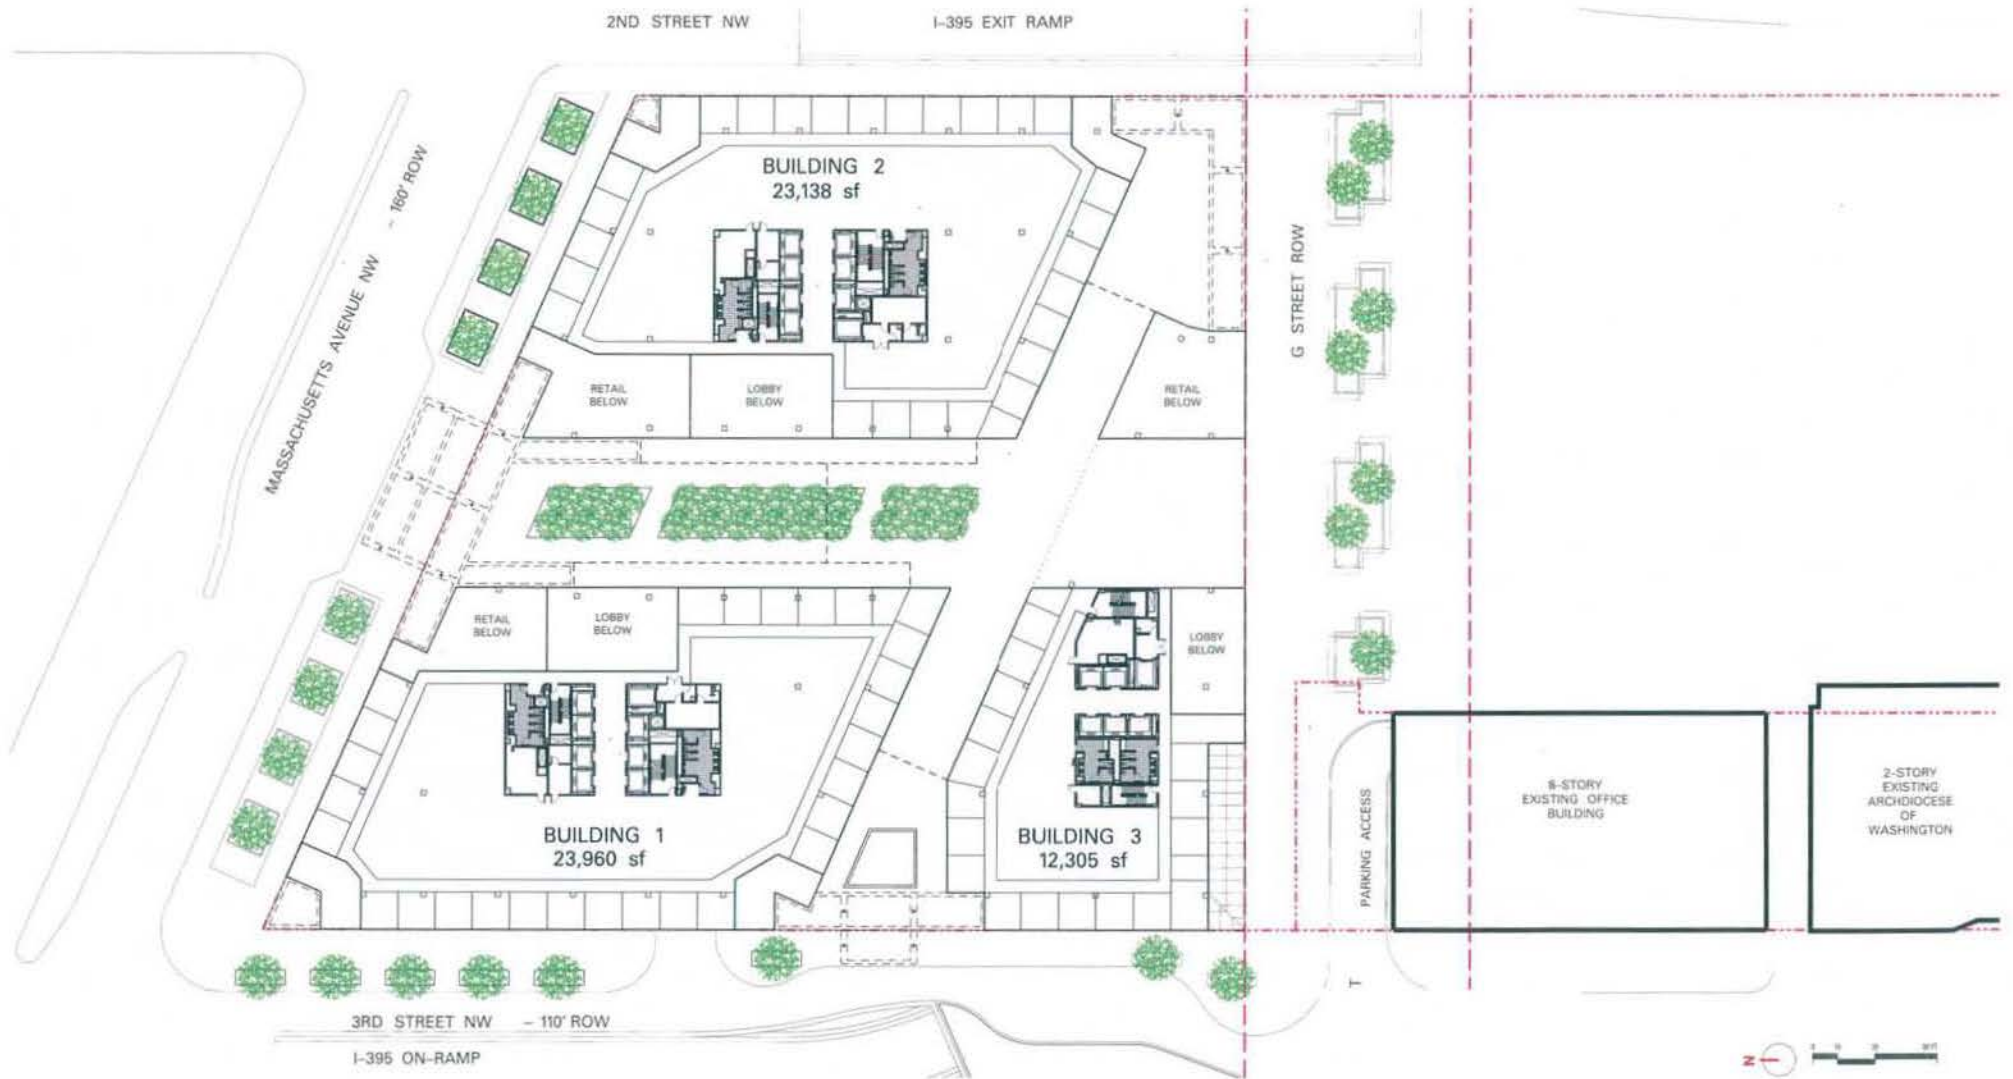 2ND STREET NW
I-395 EXIT RAMP
MASSACHUSETTS AVENUE NW - 160' ROW
BUILDING 2
23,138 sf
G STREET ROW
RETAIL
BELOW
LOBBY
BELOW
RETAIL
BELOW
RETAIL
BELOW
LOBBY
BELOW
LOBBY
BELOW
BUILDING 1
23,960 sf
BUILDING 3
12,305 sf
PARKING ACCESS
8-STORY
EXISTING OFFICE
BUILDING
2-STORY
EXISTING
ARCHDIOCESE
OF
WASHINGTON
3RD STREET NW - 110' ROW
I-395 ON-RAMP
N